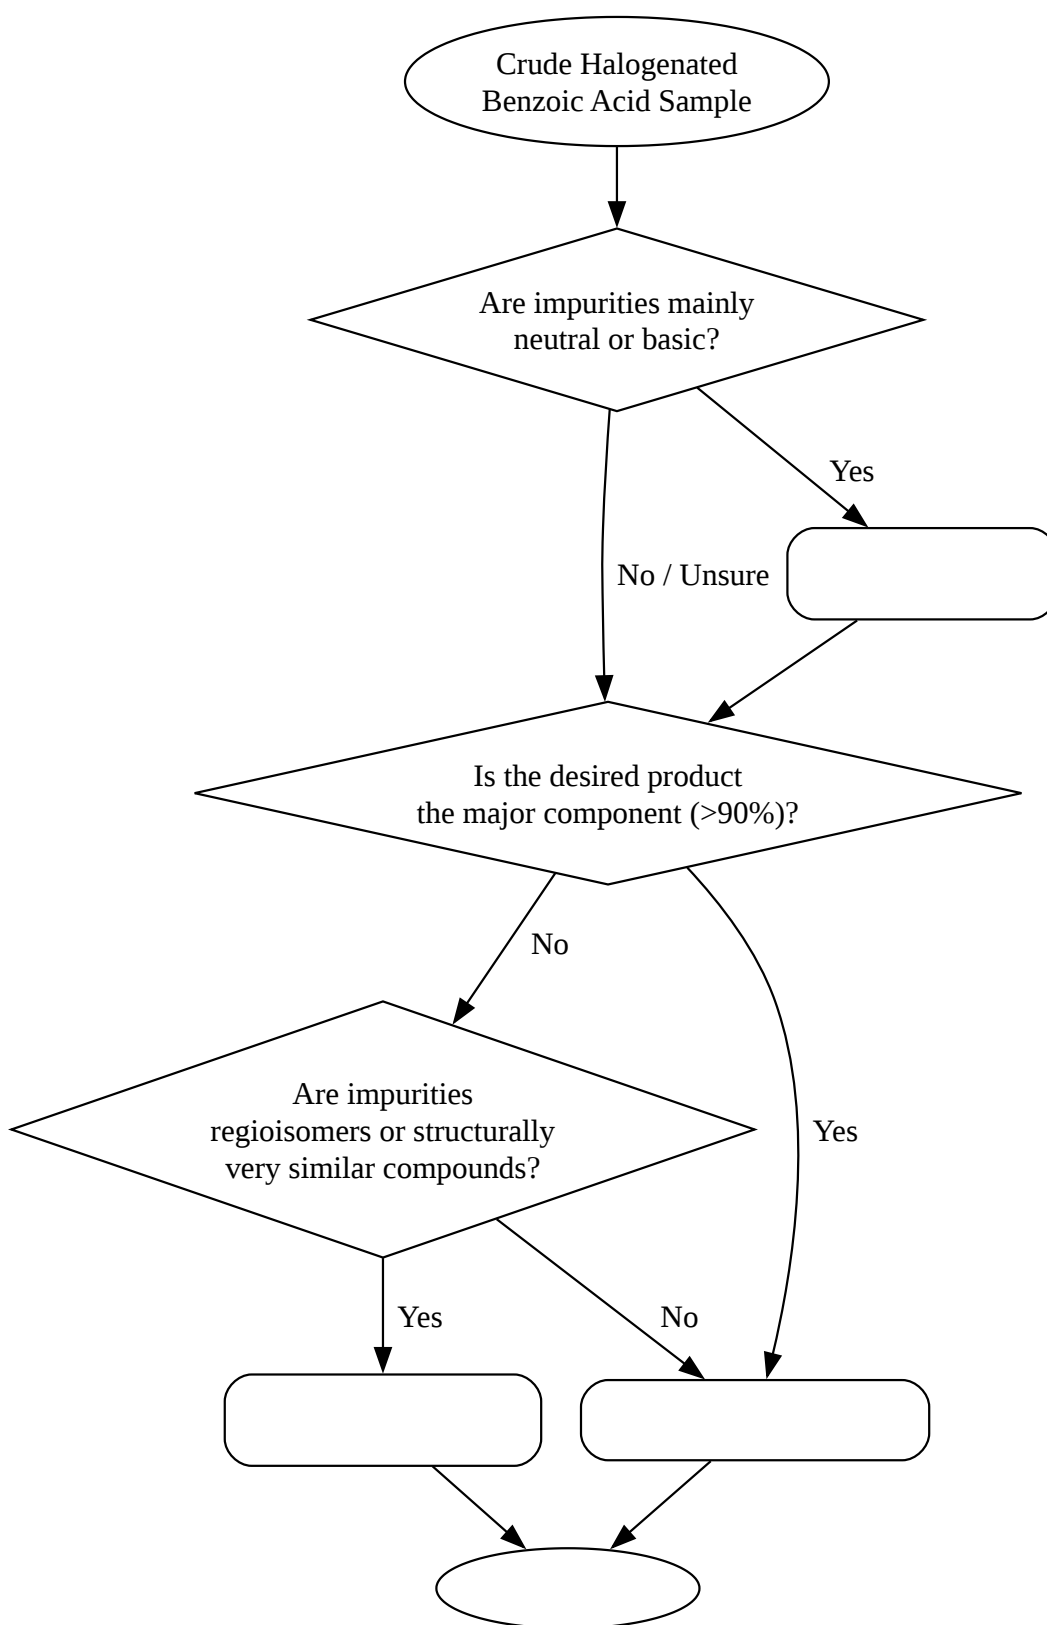 Crude Halogenated
Benzoic Acid Sample
Are impurities mainly
neutral or basic?
Yes
No / Unsure
Is the desired product
the major component (>90%)?
No
Are impurities
regioisomers or structurally
very similar compounds?
Yes
Yes
No